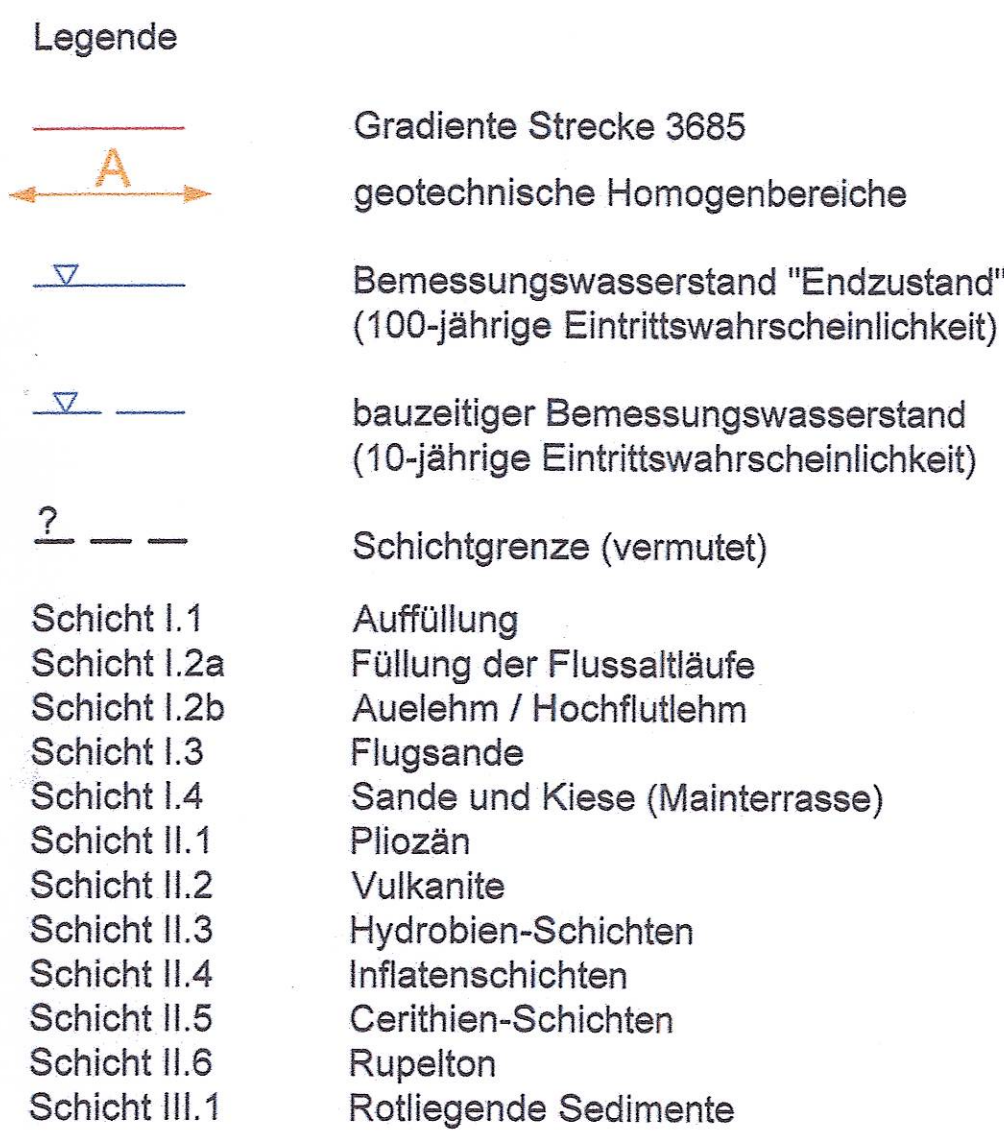 Legende
Gradiente Strecke 3685
A
geotechnische Homogenbereiche
Bemessungswasserstand "Endzustand"
(100-jährige Eintrittswahrscheinlichkeit)
bauzeitiger Bemessungswasserstand
(10-jährige Eintrittswahrscheinlichkeit)
?
Schichtgrenze (vermutet)
Schicht I.1 Auffüllung
Schicht I.2a Füllung der Flussaltläufe
Schicht I.2b Auelehm / Hochflutlehm
Schicht I.3 Flugsande
Schicht I.4 Sande und Kiese (Mainterrasse)
Schicht II.1 Pliozän
Schicht II.2 Vulkanite
Schicht II.3 Hydrobien-Schichten
Schicht II.4 Inflatenschichten
Schicht II.5 Cerithien-Schichten
Schicht II.6 Rupelton
Schicht III.1 Rotliegende Sedimente